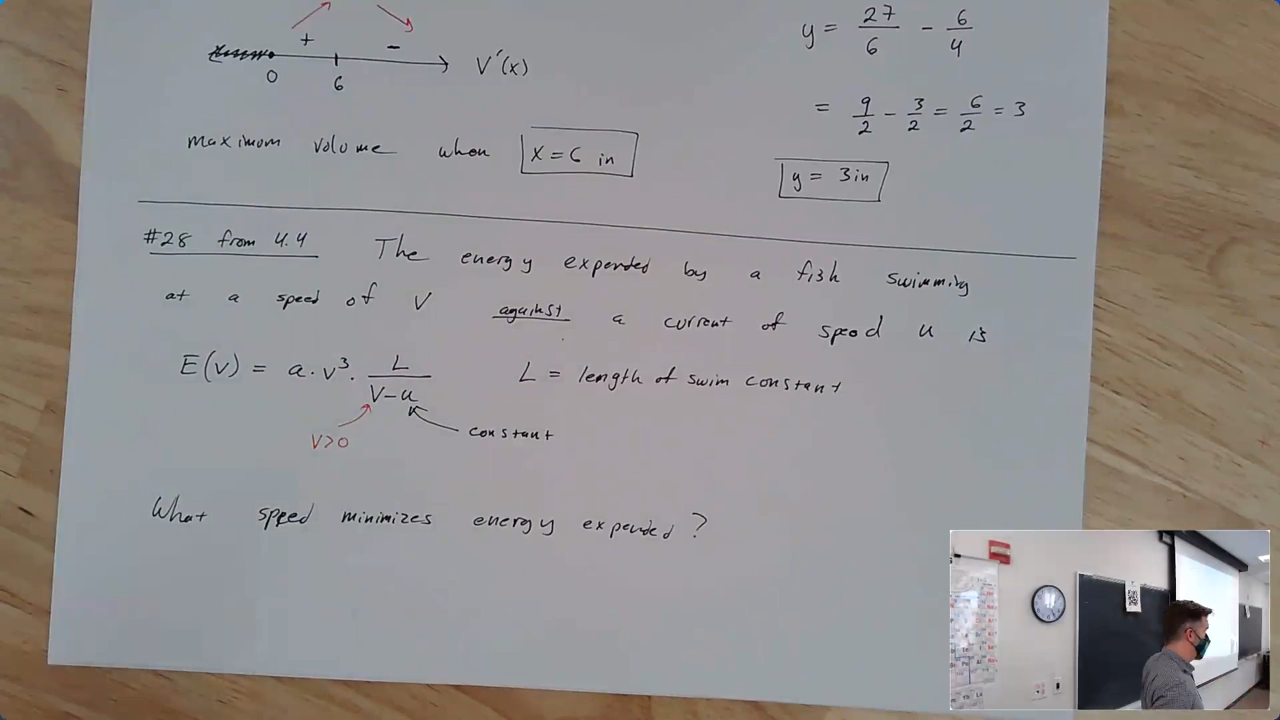 + -
0 6 V'(x)
maximum volume when x = 6 in
y = 27/6 - 6/4
= 9/2 - 3/2 = 6/2 = 3
y = 3in
#28 from 4.4 The energy expended by a fish swimming
at a speed of V against a current of speed u is
E(v) = a·v³· L/(V-u) L = length of swim constant
V>0 constant
What speed minimizes energy expended?